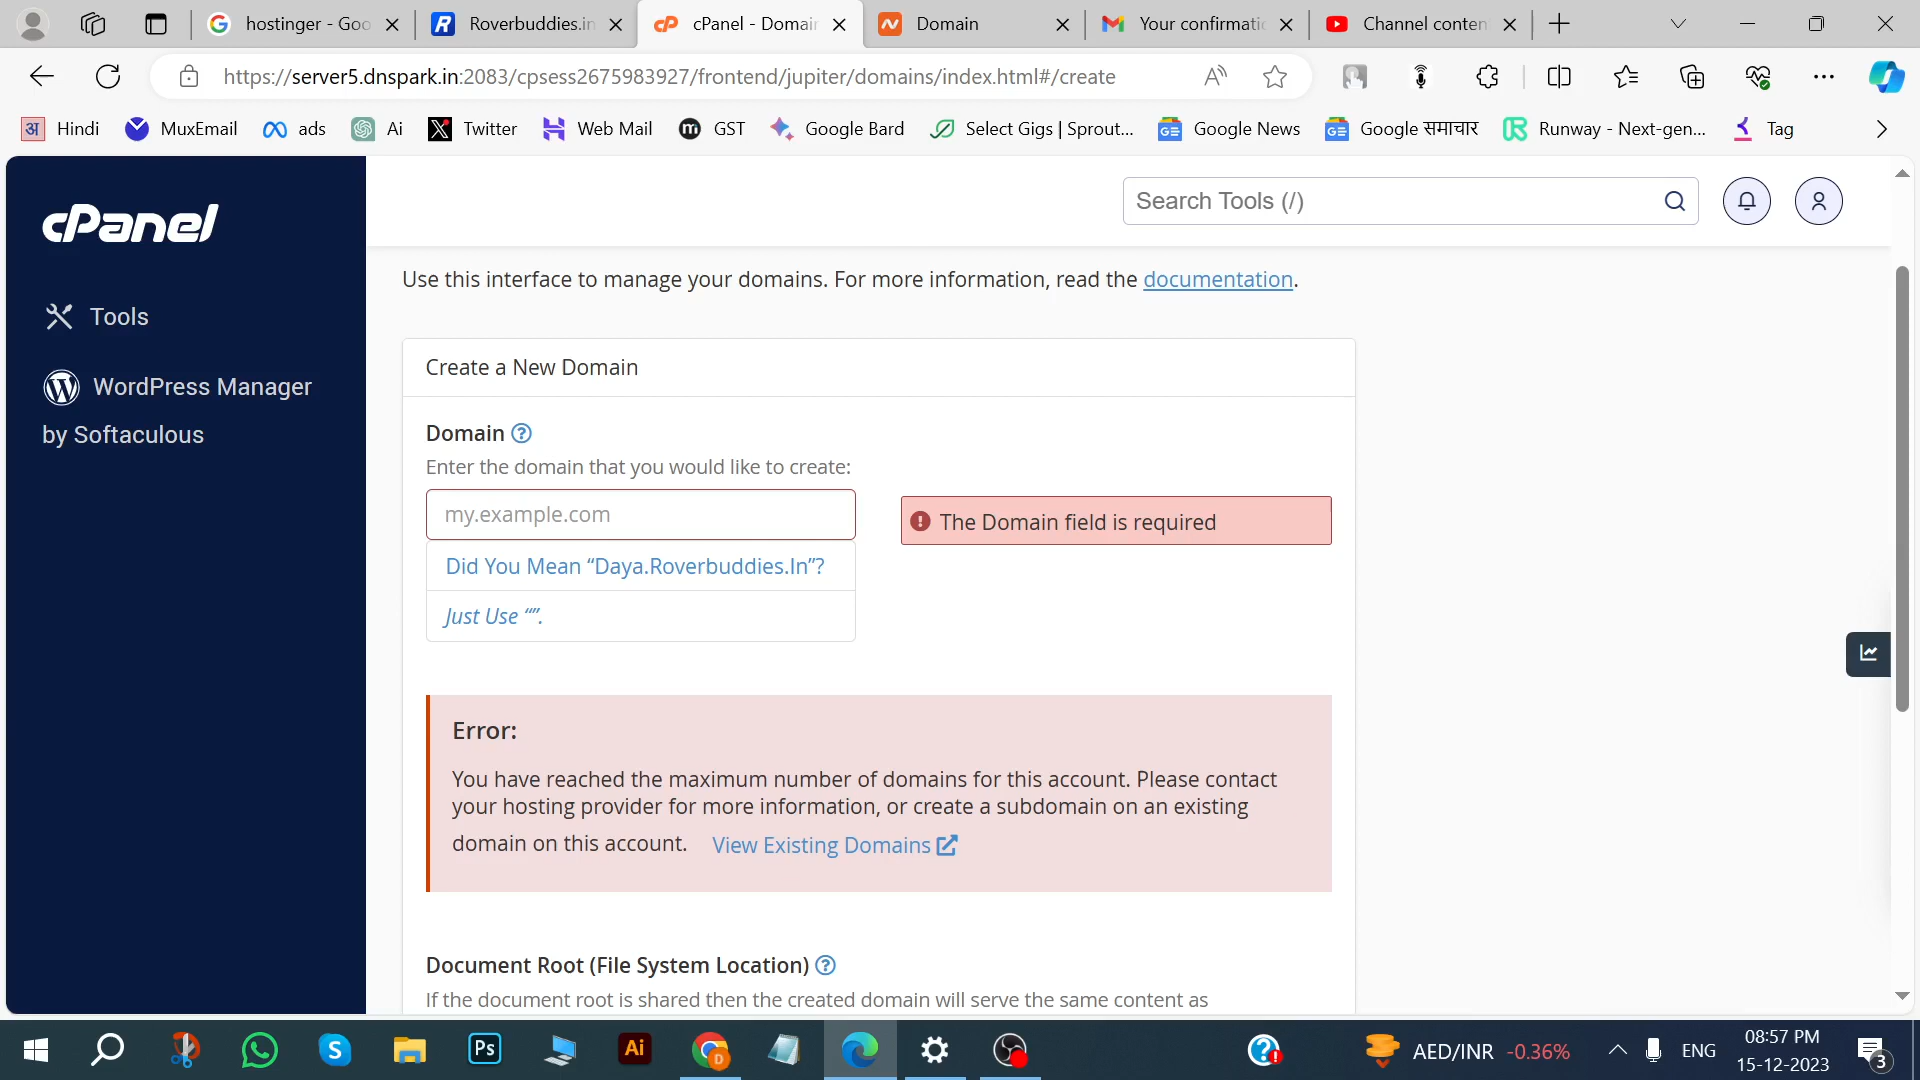 hostinger - Goo
Roverbuddies.in
cPanel - Domain
Domain
Your confirmatio
Channel conten
https://server5.dnspark.in:2083/cpsess2675983927/frontend/jupiter/domains/index.html#/create
अ Hindi
MuxEmail
ads
Ai
Twitter
Web Mail
m GST
Google Bard
Select Gigs | Sprout...
Google News
Google समाचार
Runway - Next-gen...
Tag
cPanel
Search Tools (/)
Tools
WordPress Manager
by Softaculous
Use this interface to manage your domains. For more information, read the documentation.
Create a New Domain
Domain
Enter the domain that you would like to create:
my.example.com
The Domain field is required
Did You Mean “Daya.Roverbuddies.In”?
Just Use “”.
Error:
You have reached the maximum number of domains for this account. Please contact
your hosting provider for more information, or create a subdomain on an existing
domain on this account. View Existing Domains
Document Root (File System Location)
If the document root is shared then the created domain will serve the same content as
Ps
Ai
D
AED/INR -0.36%
ENG
08:57 PM
15-12-2023
3